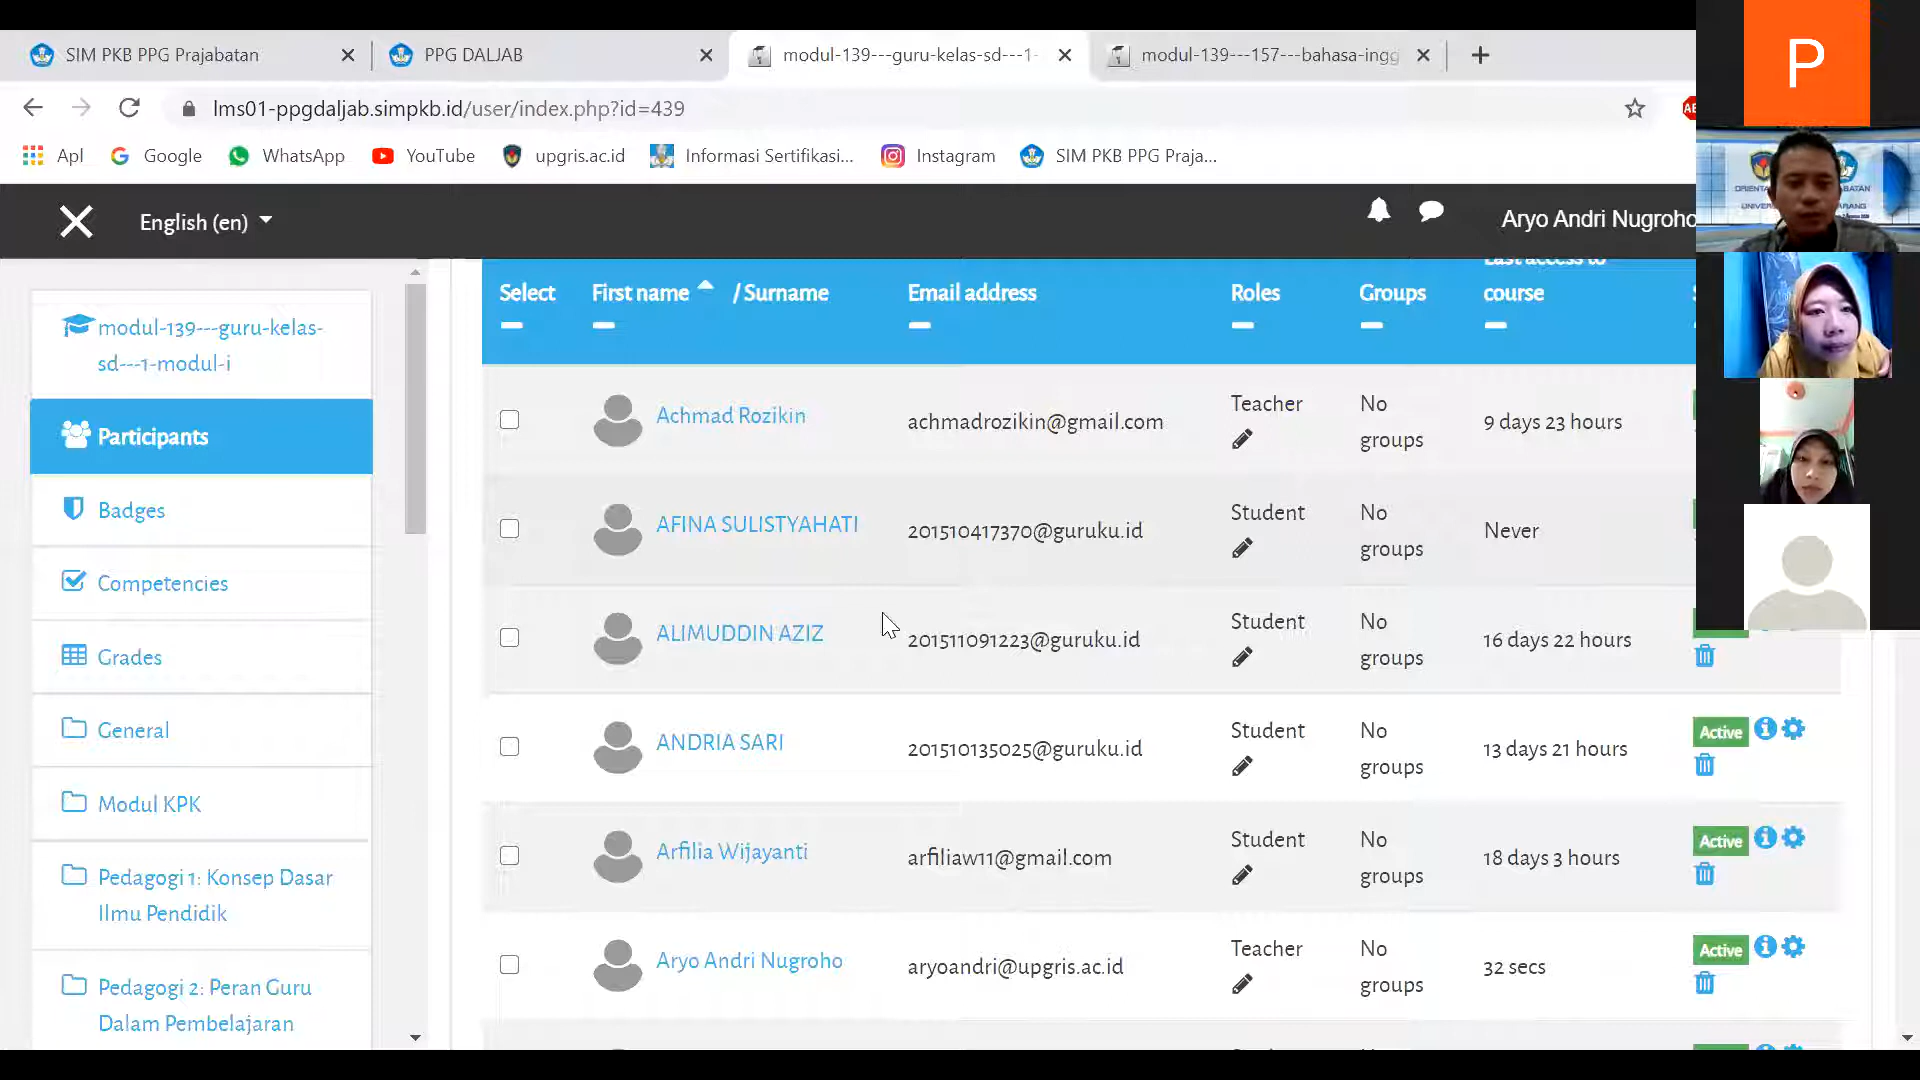 SIM PKB PPG Prajabatan
PPG DALJAB
modul-139---guru-kelas-sd---1-
modul-139---157---bahasa-ingg
P
lms01-ppgdaljab.simpkb.id/user/index.php?id=439
Apl
Google
WhatsApp
YouTube
upgris.ac.id
Informasi Sertifikasi...
Instagram
SIM PKB PPG Praja...
English (en)
Aryo Andri Nugroho
modul-139---guru-kelas-
sd---1-modul-i
Participants
Badges
Competencies
Grades
General
Modul KPK
Pedagogi 1: Konsep Dasar
Ilmu Pendidik
Pedagogi 2: Peran Guru
Dalam Pembelajaran
Select
First name / Surname
Email address
Roles
Groups
Last access to
course
Achmad Rozikin
achmadrozikin@gmail.com
Teacher
No
groups
9 days 23 hours
AFINA SULISTYAHATI
201510417370@guruku.id
Student
No
groups
Never
ALIMUDDIN AZIZ
201511091223@guruku.id
Student
No
groups
16 days 22 hours
ANDRIA SARI
201510135025@guruku.id
Student
No
groups
13 days 21 hours
Active
Arfilia Wijayanti
arfiliaw11@gmail.com
Student
No
groups
18 days 3 hours
Active
Aryo Andri Nugroho
aryoandri@upgris.ac.id
Teacher
No
groups
32 secs
Active